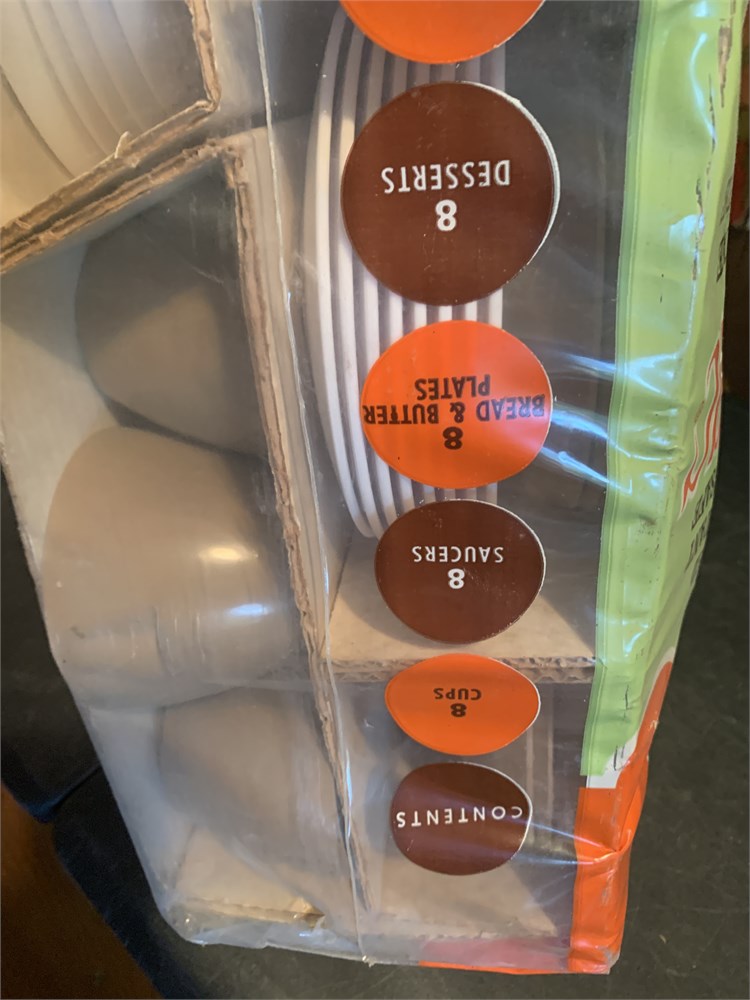 CONTENTS
8
CUPS
8
SAUCERS
8
BREAD & BUTTER
PLATES
8
DESSERTS